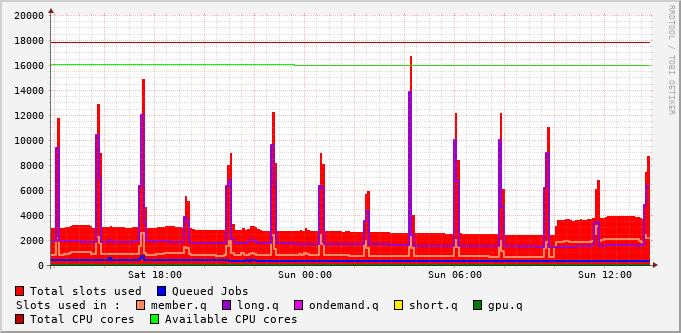 RRDTOOL / TOBI OETIKER
20000
18000
16000
14000
12000
10000
8000
6000
4000
2000
0
Sat 18:00 Sun 00:00 Sun 06:00 Sun 12:00
Total slots used Queued Jobs
Slots used in : member.q long.q ondemand.q short.q gpu.q
Total CPU cores Available CPU cores